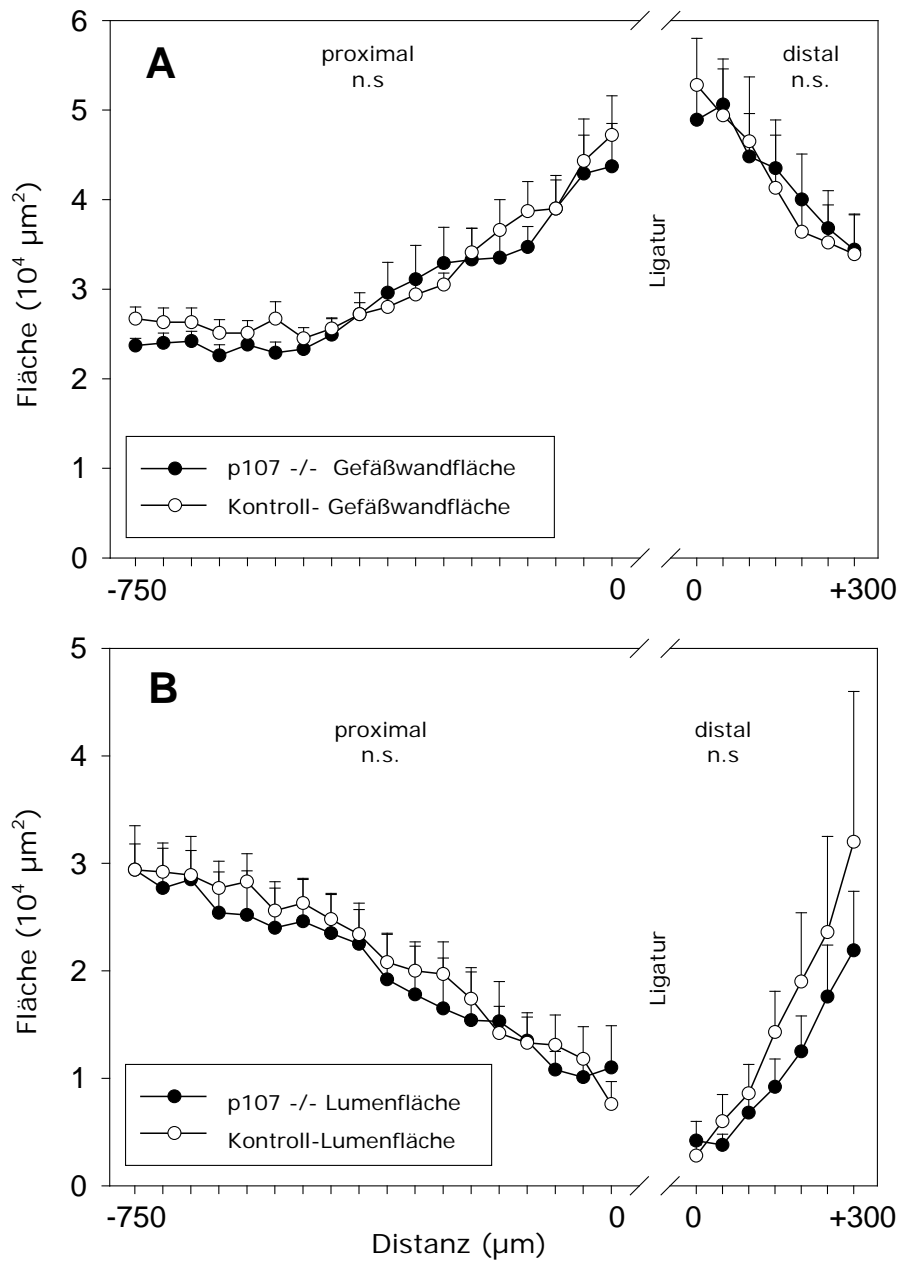 A
proximal
n.s
distal
n.s.
6
5
4
3
2
1
0
Fläche (10⁴ µm²)
Ligatur
p107 -/- Gefäßwandfläche
Kontroll- Gefäßwandfläche
-750
0
0
+300
B
proximal
n.s.
distal
n.s
5
4
3
2
1
0
Fläche (10⁴ µm²)
Ligatur
p107 -/- Lumenfläche
Kontroll-Lumenfläche
-750
0
0
+300
Distanz (µm)